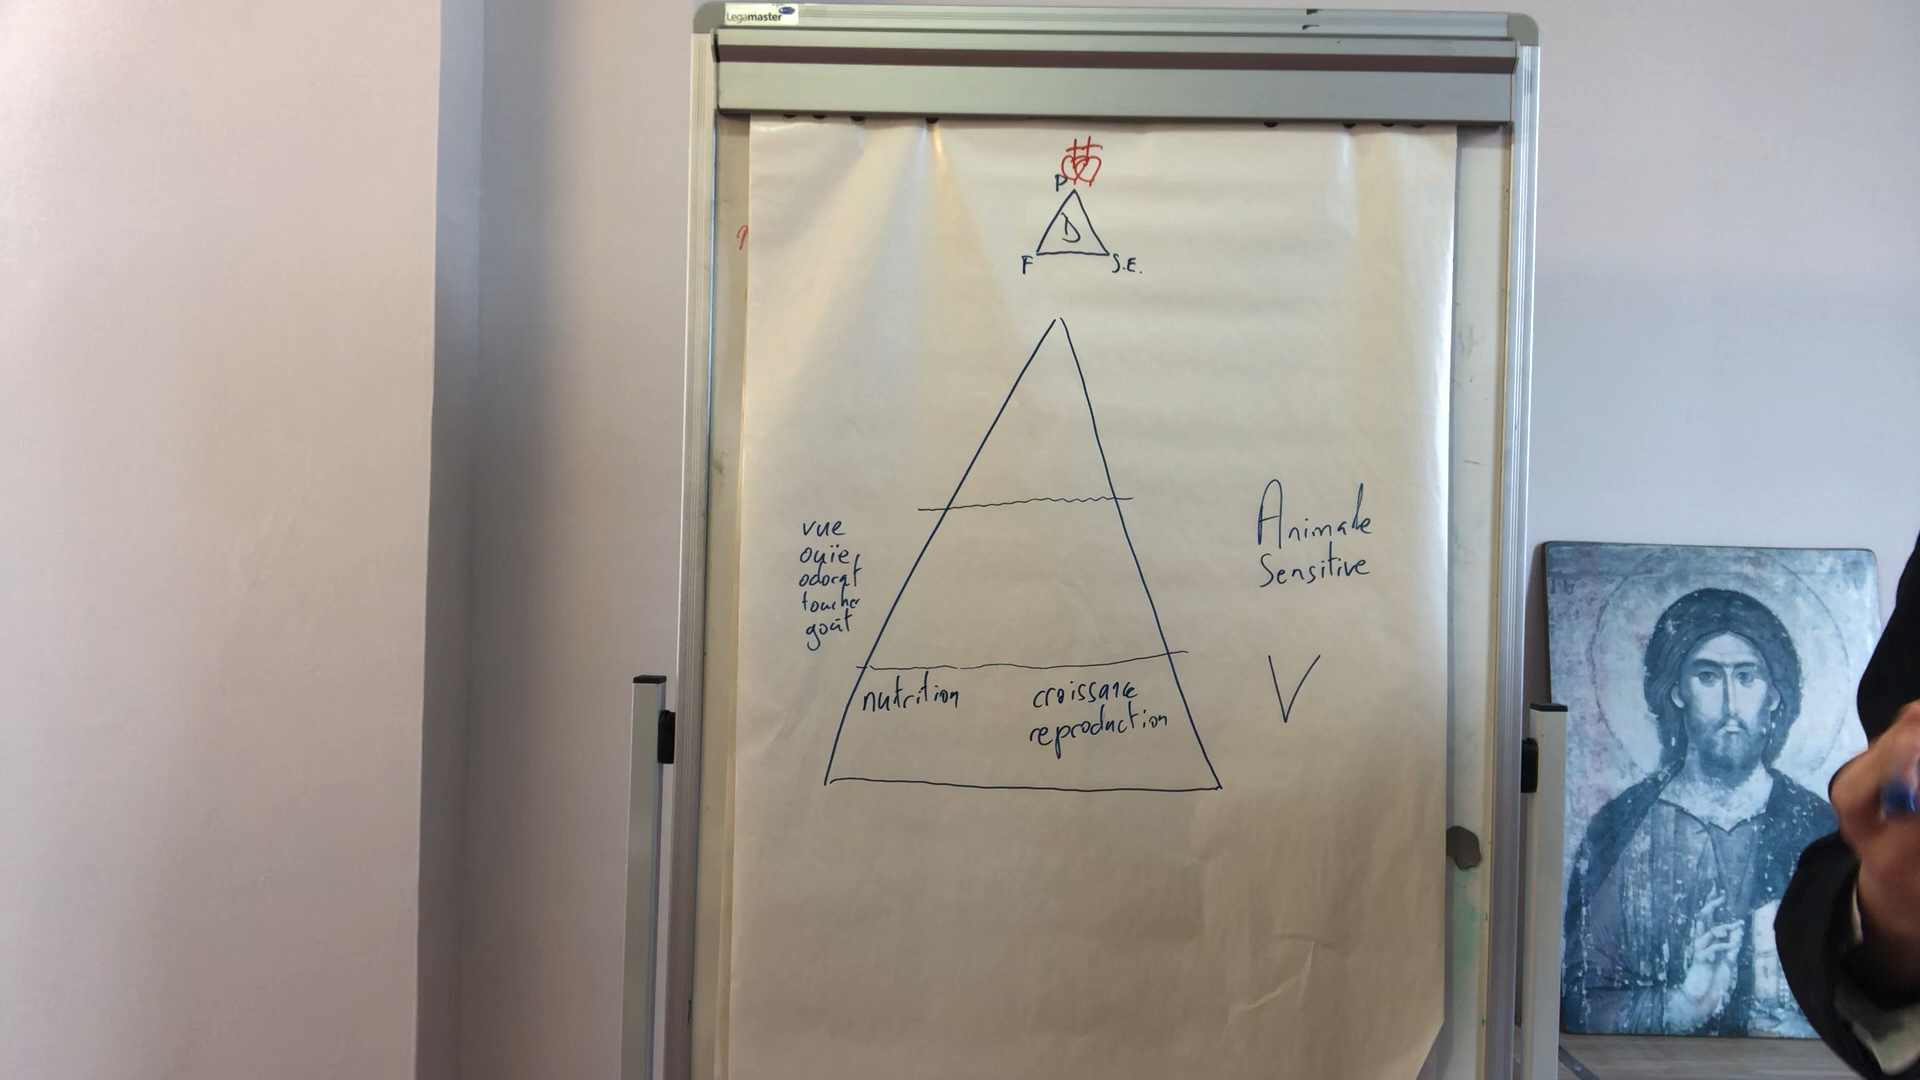 Legamaster
P
D
F
S.E.
vue
ouïe
odorat
toucher
goût
Animale
Sensitive
nutrition
croissance
reproduction
V